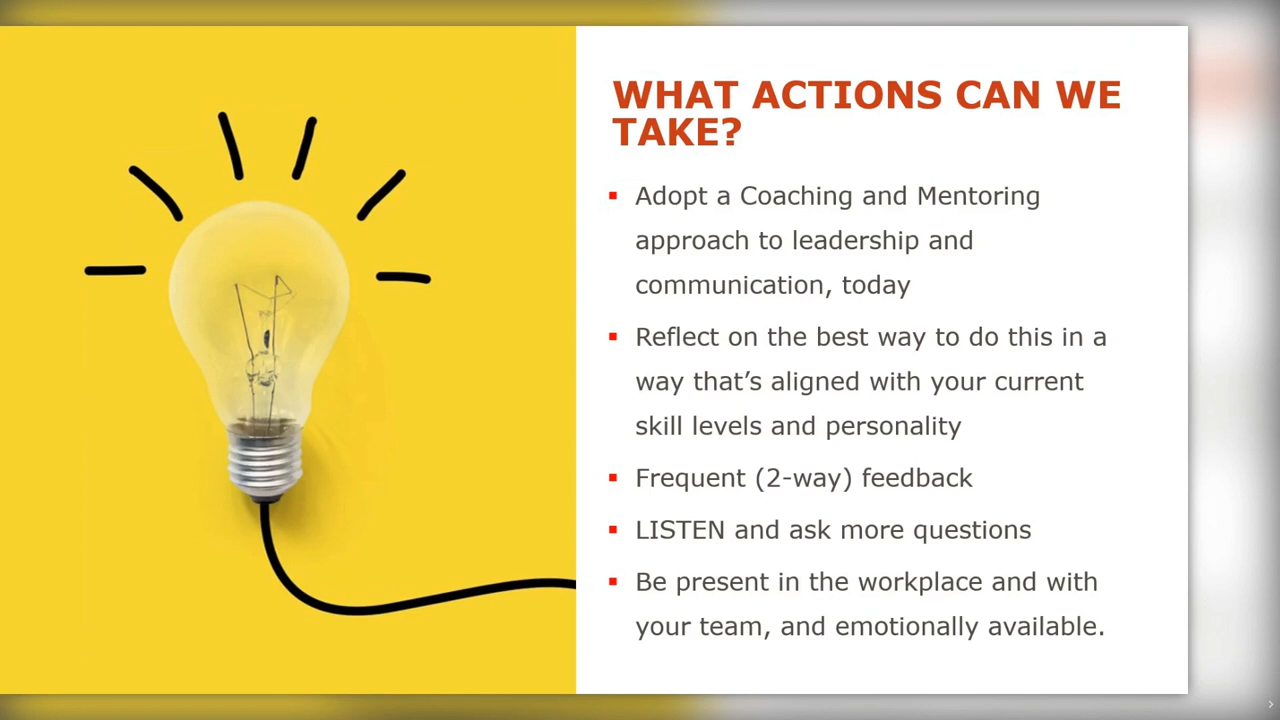 WHAT ACTIONS CAN WE
TAKE?
▪ Adopt a Coaching and Mentoring
approach to leadership and
communication, today
▪ Reflect on the best way to do this in a
way that’s aligned with your current
skill levels and personality
▪ Frequent (2-way) feedback
▪ LISTEN and ask more questions
▪ Be present in the workplace and with
your team, and emotionally available.